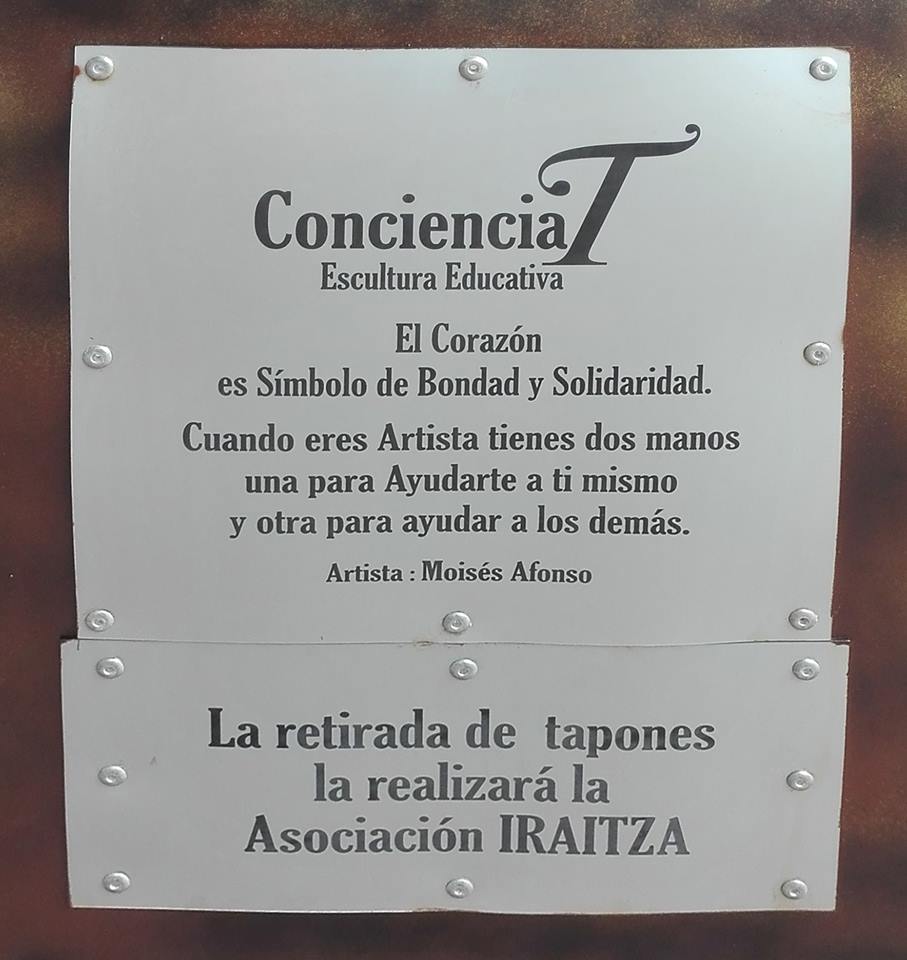 ConcienciaT
Escultura Educativa
El Corazón
es Símbolo de Bondad y Solidaridad.
Cuando eres Artista tienes dos manos
una para Ayudarte a ti mismo
y otra para ayudar a los demás.
Artista : Moisés Afonso
La retirada de tapones
la realizará la
Asociación IRAITZA